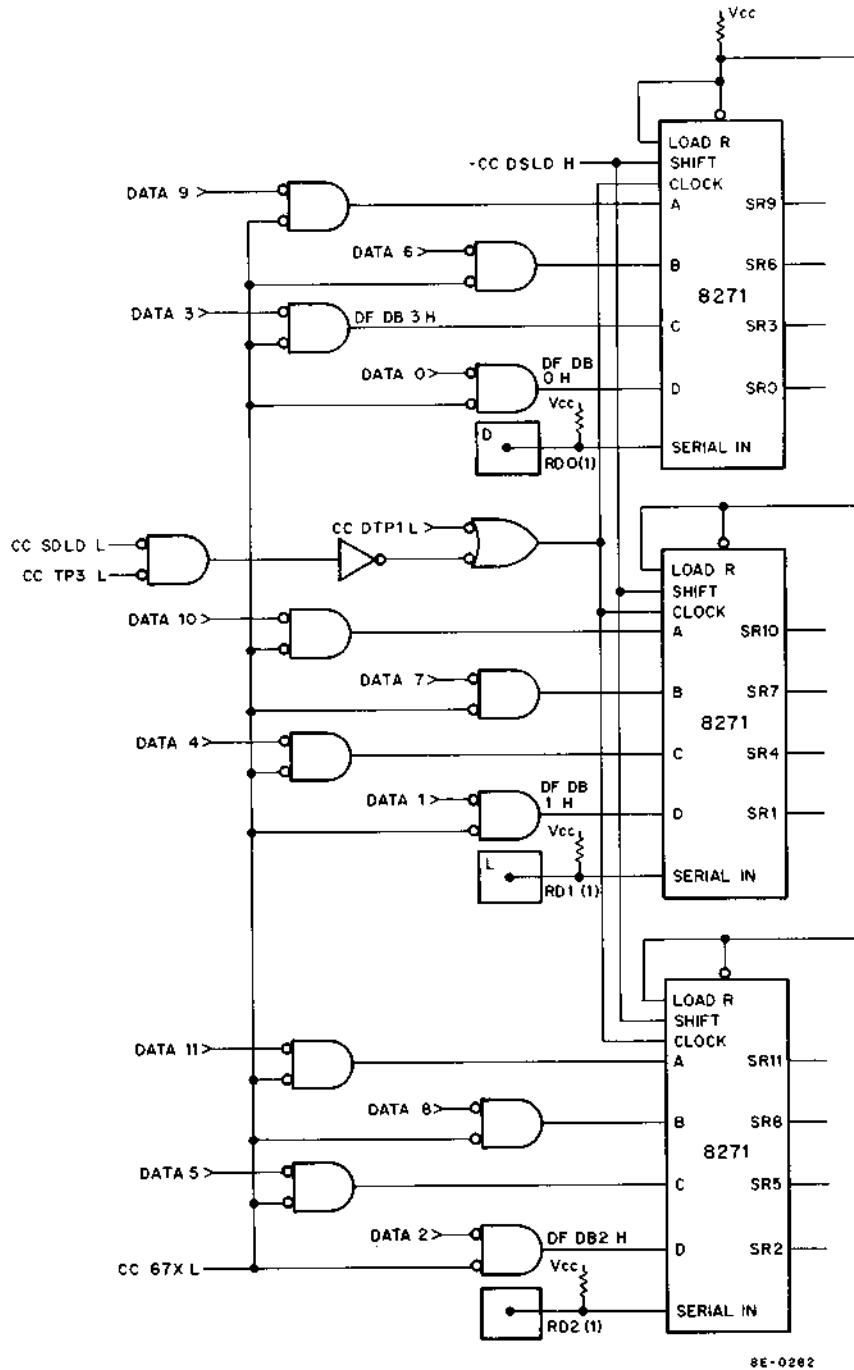 Vcc
LOAD R
-CC DSLD H
SHIFT
CLOCK
DATA 9
A
SR9
DATA 6
B
SR6
8271
DATA 3
DF DB 3 H
C
SR3
DATA 0
DF DB
0 H
D
SR0
Vcc
D
SERIAL IN
RD0(1)
CC DTP1 L
CC SDLD L
CC TP3 L
LOAD R
SHIFT
CLOCK
DATA 10
A
SR10
DATA 7
B
SR7
8271
DATA 4
C
SR4
DATA 1
DF DB
1 H
D
SR1
Vcc
L
SERIAL IN
RD1 (1)
LOAD R
SHIFT
CLOCK
DATA 11
A
SR11
DATA 8
B
SR8
8271
DATA 5
C
SR5
DATA 2
DF DB2 H
D
SR2
CC 67X L
Vcc
SERIAL IN
RD2 (1)
8E-0282